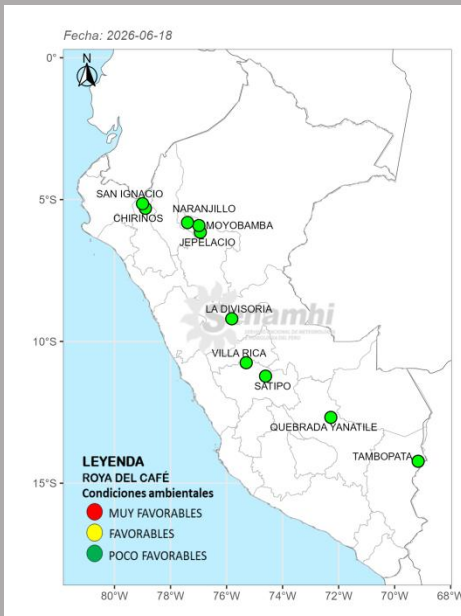 Fecha: 2026-06-18
N
0°
SAN IGNACIO
CHIRINOS
NARANJILLO
MOYOBAMBA
JEPELACIO
5°S
LA DIVISORIA
Senamhi
10°S
VILLA RICA
SATIPO
QUEBRADA YANATILE
TAMBOPATA
15°S
LEYENDA
ROYA DEL CAFÉ
Condiciones ambientales
MUY FAVORABLES
FAVORABLES
POCO FAVORABLES
80°W 78°W 76°W 74°W 72°W 70°W 68°W